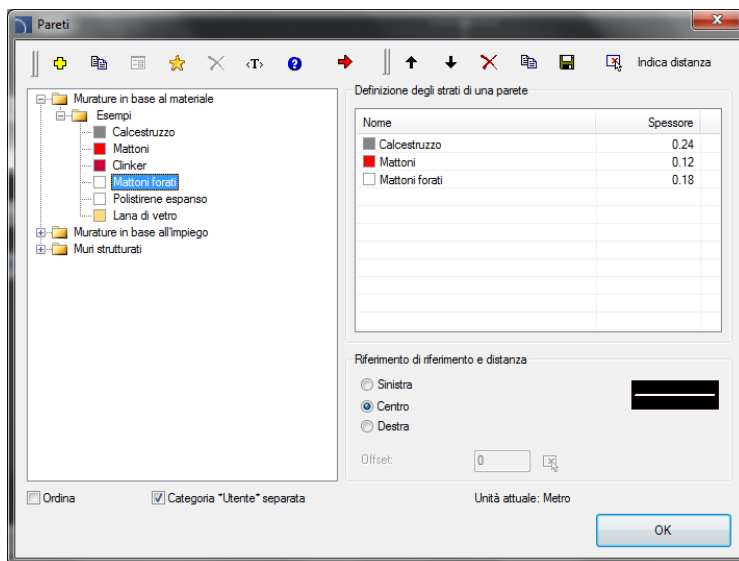 Pareti
‹T›
Indica distanza
Murature in base al materiale
Esempi
Calcestruzzo
Mattoni
Clinker
Mattoni forati
Polistirene espanso
Lana di vetro
Murature in base all'impiego
Muri strutturati
Definizione degli strati di una parete
Nome Spessore
Calcestruzzo 0.24
Mattoni 0.12
Mattoni forati 0.18
Riferimento di riferimento e distanza
Sinistra
Centro
Destra
Offset: 0
Ordina
Categoria "Utente" separata
Unità attuale: Metro
OK